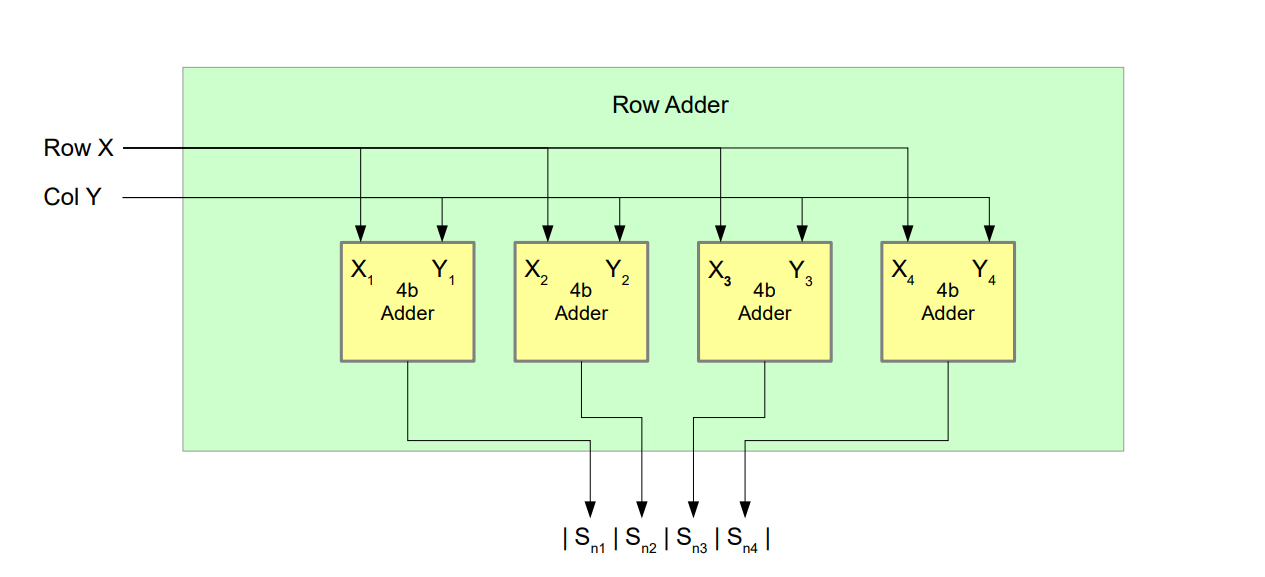 Row Adder
Row X
Col Y
X1 Y1 X2 Y2 X3 Y3 X4 Y4
4b 4b 4b 4b
Adder Adder Adder Adder
| Sn1 | Sn2 | Sn3 | Sn4 |